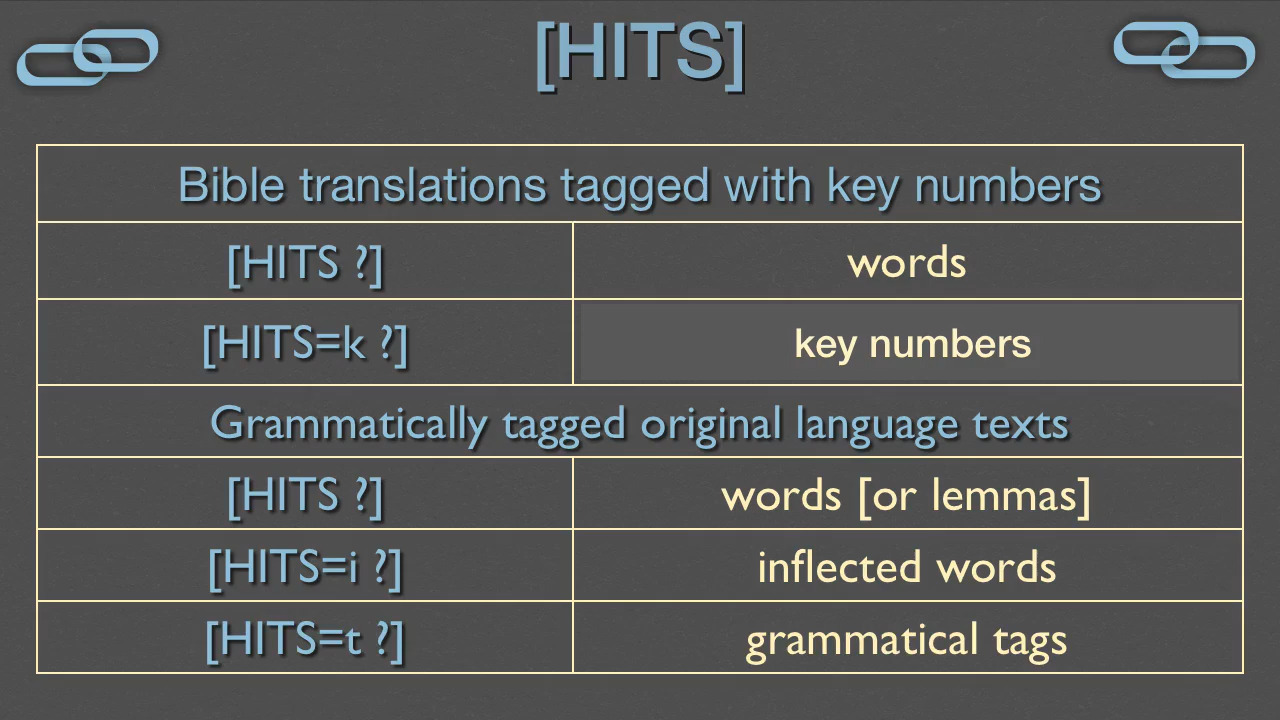 [HITS]
Bible translations tagged with key numbers
[HITS ?] words
[HITS=k ?] key numbers
Grammatically tagged original language texts
[HITS ?] words [or lemmas]
[HITS=i ?] inflected words
[HITS=t ?] grammatical tags